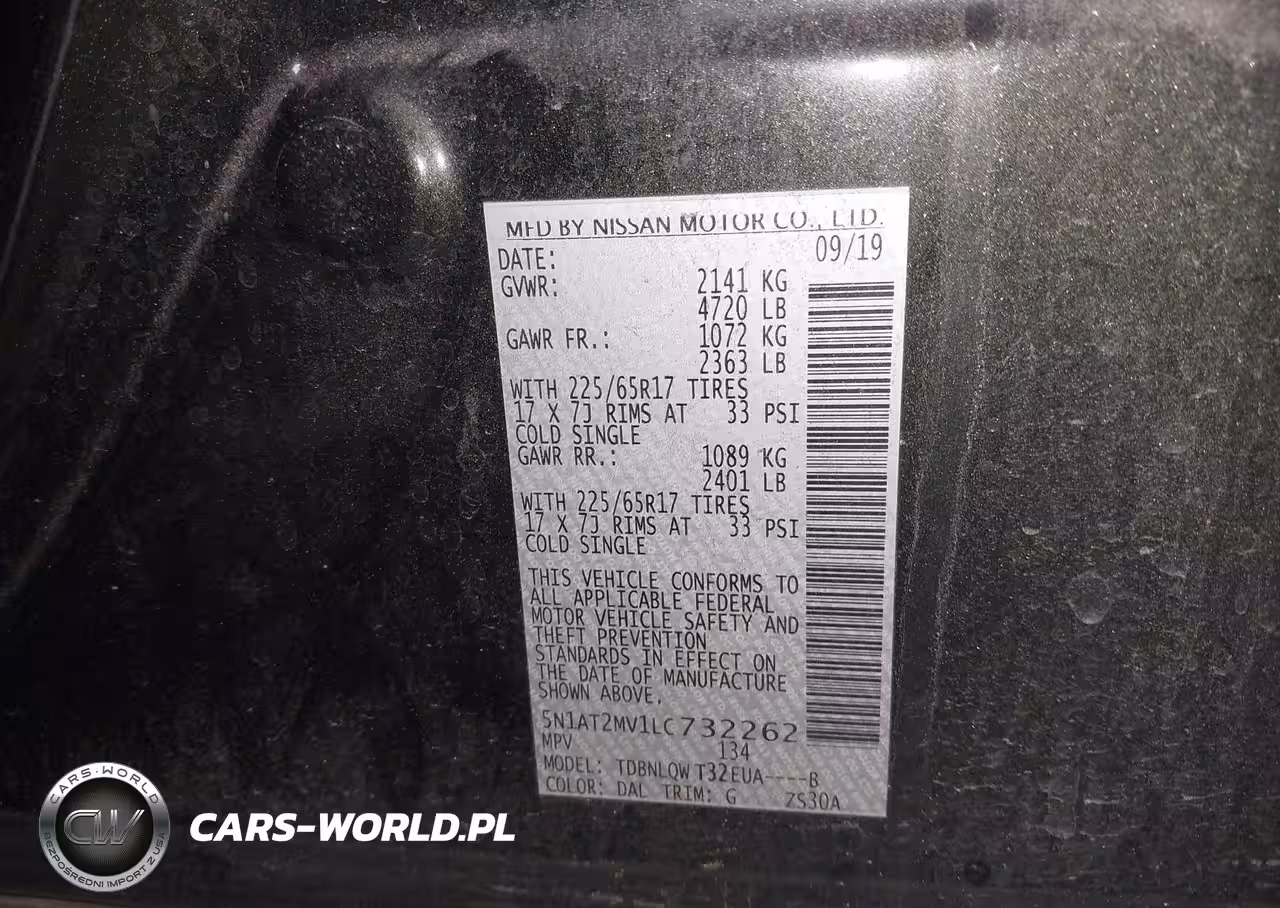 MFD BY NISSAN MOTOR CO., LTD.
DATE: 09/19
GVWR: 2141 KG
4720 LB
GAWR FR.: 1072 KG
2363 LB
WITH 225/65R17 TIRES
17 X 7J RIMS AT 33 PSI
COLD SINGLE
GAWR RR.: 1089 KG
2401 LB
WITH 225/65R17 TIRES
17 X 7J RIMS AT 33 PSI
COLD SINGLE
THIS VEHICLE CONFORMS TO
ALL APPLICABLE FEDERAL
MOTOR VEHICLE SAFETY AND
THEFT PREVENTION
STANDARDS IN EFFECT ON
THE DATE OF MANUFACTURE
SHOWN ABOVE.
5N1AT2MV1LC732262
MPV 134
MODEL: TDBNLQW T32EUA----B
COLOR: DAL TRIM: G ZS30A
CARS-WORLD
CW
BEZPOŚREDNI IMPORT Z USA
CARS-WORLD.PL